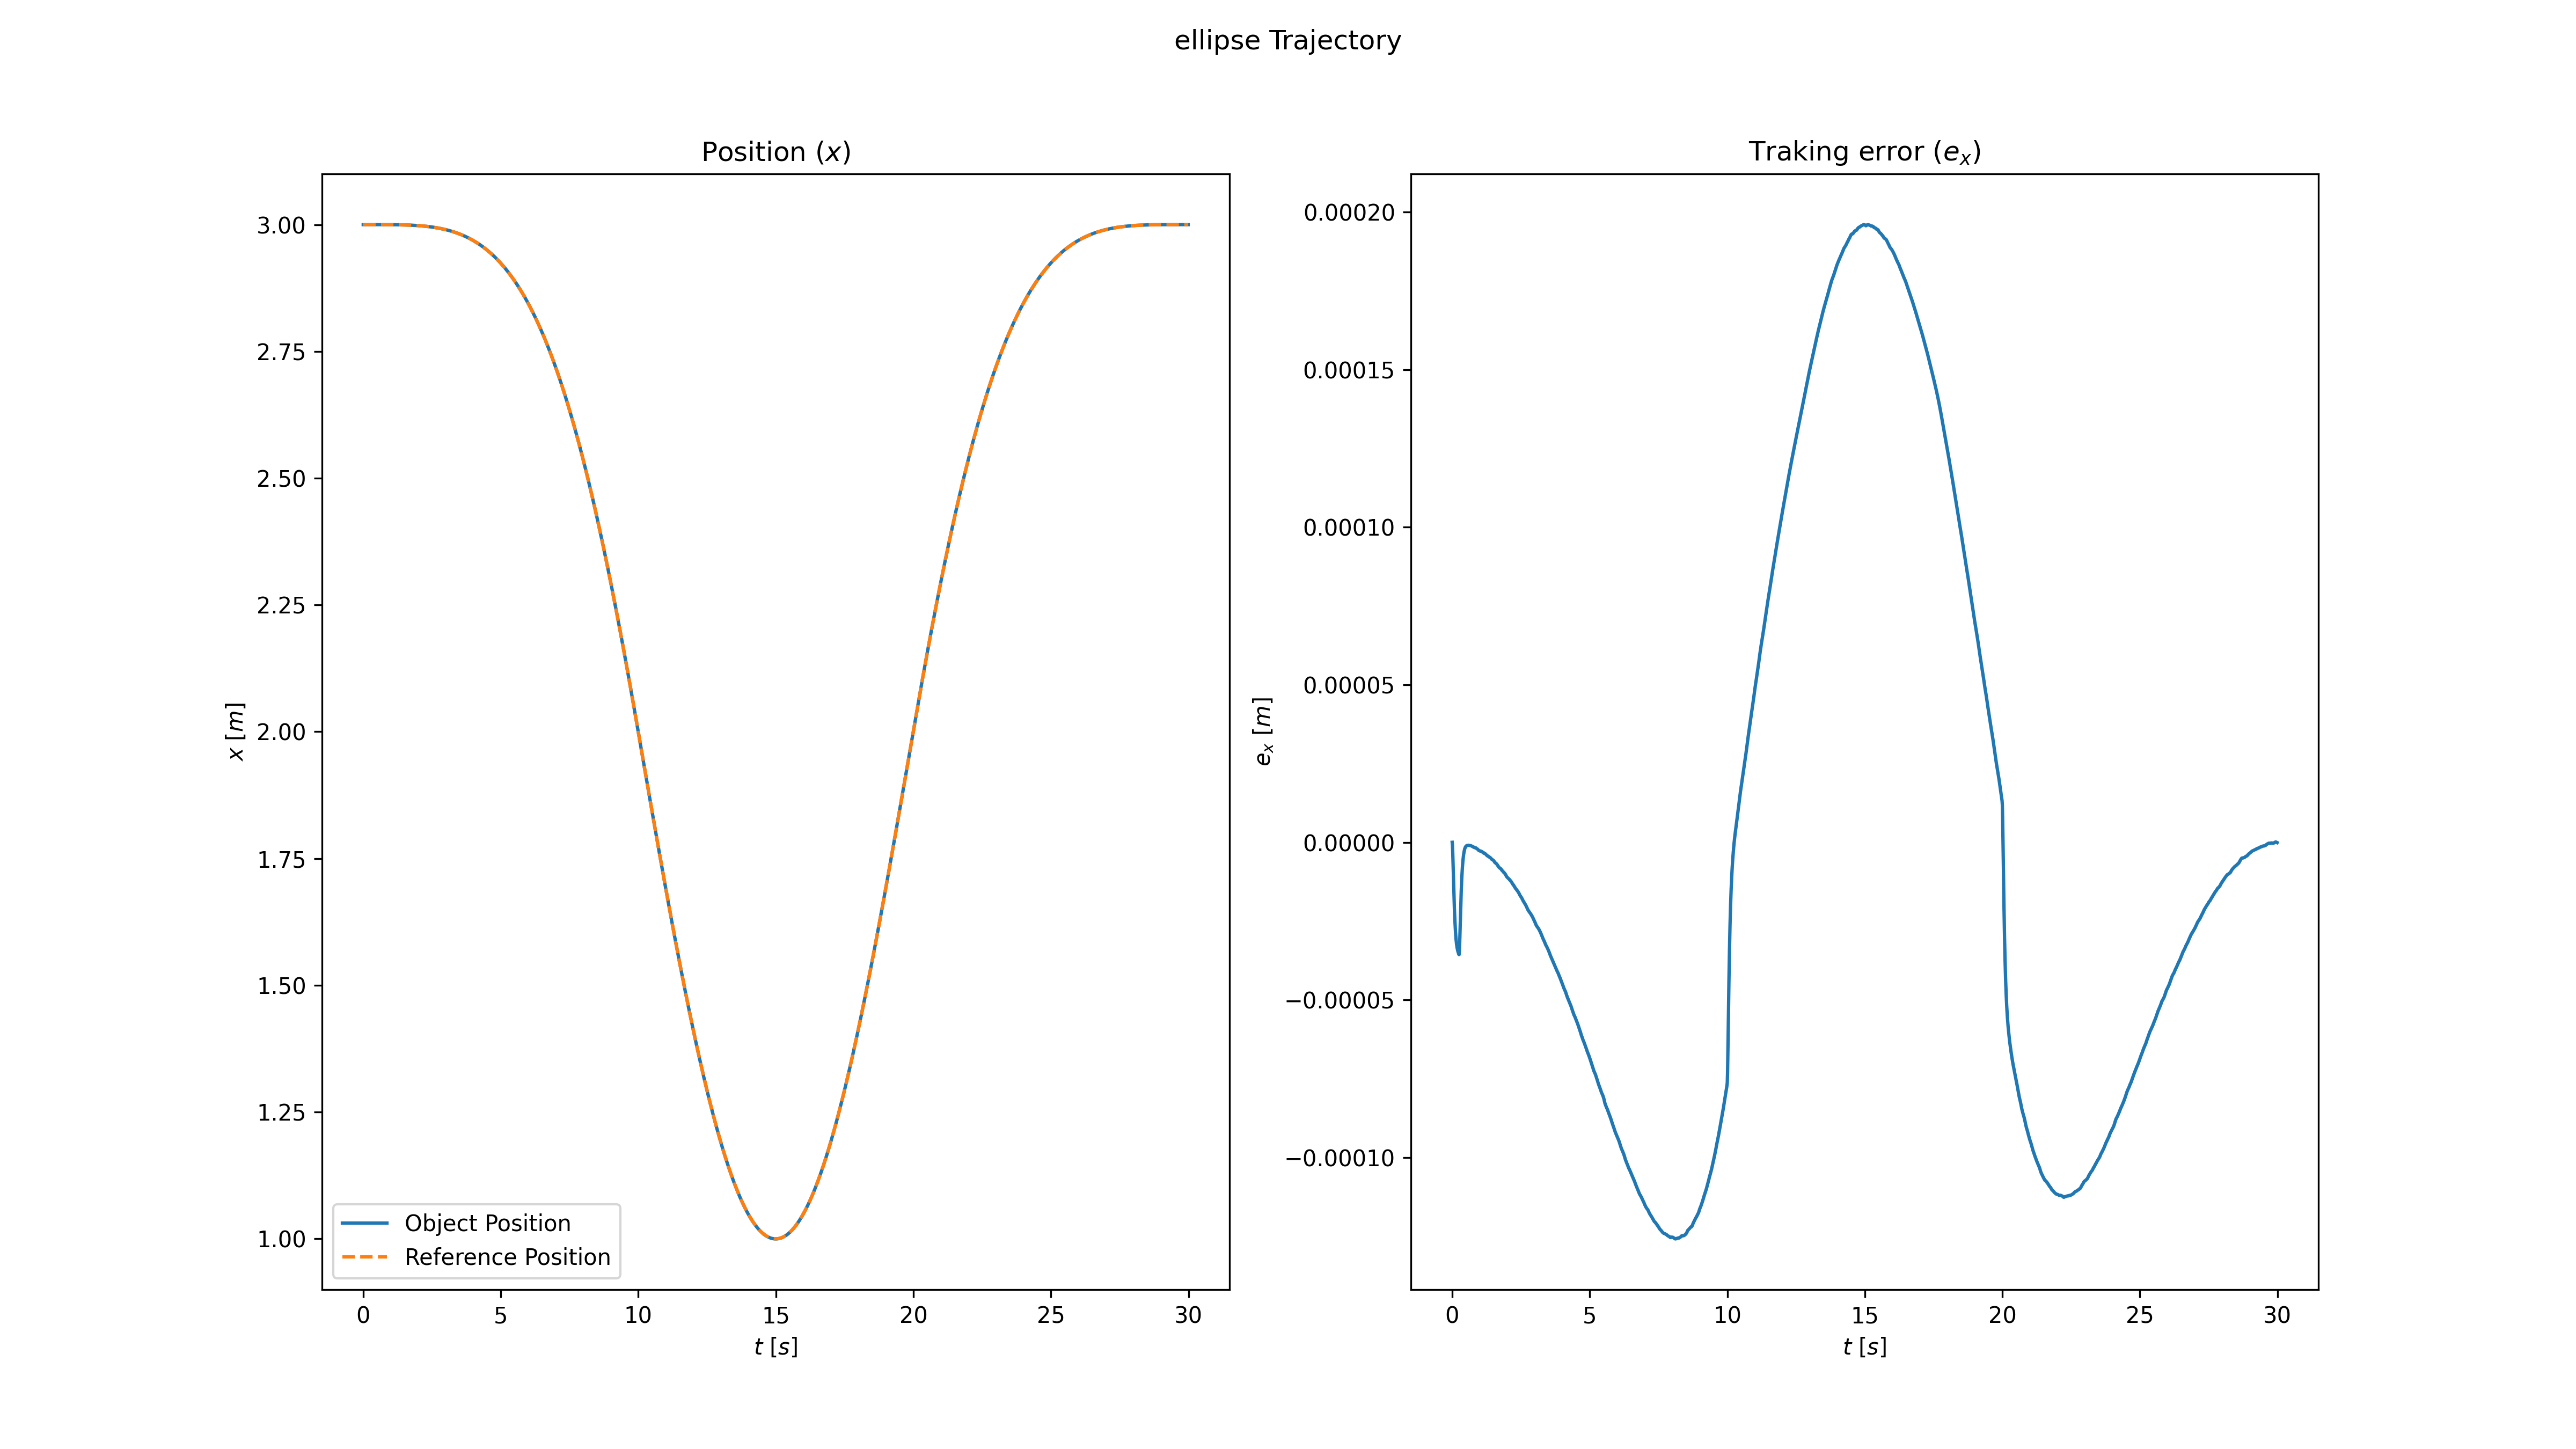 ellipse Trajectory
Position (x)
3.00
2.75
2.50
2.25
2.00
1.75
1.50
1.25
1.00
x [m]
0 5 10 15 20 25 30
t [s]
Object Position
Reference Position
Traking error (eₓ)
0.00020
0.00015
0.00010
0.00005
0.00000
−0.00005
−0.00010
eₓ [m]
0 5 10 15 20 25 30
t [s]